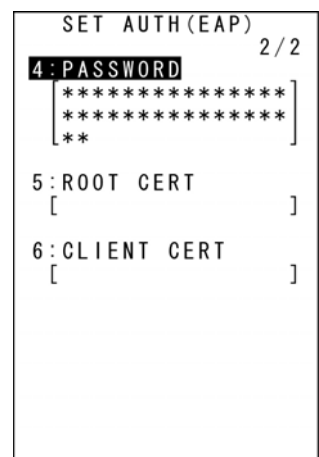 SET AUTH(EAP)
2/2
4:PASSWORD
[***************
***************
**]
5:ROOT CERT
[ ]
6:CLIENT CERT
[ ]